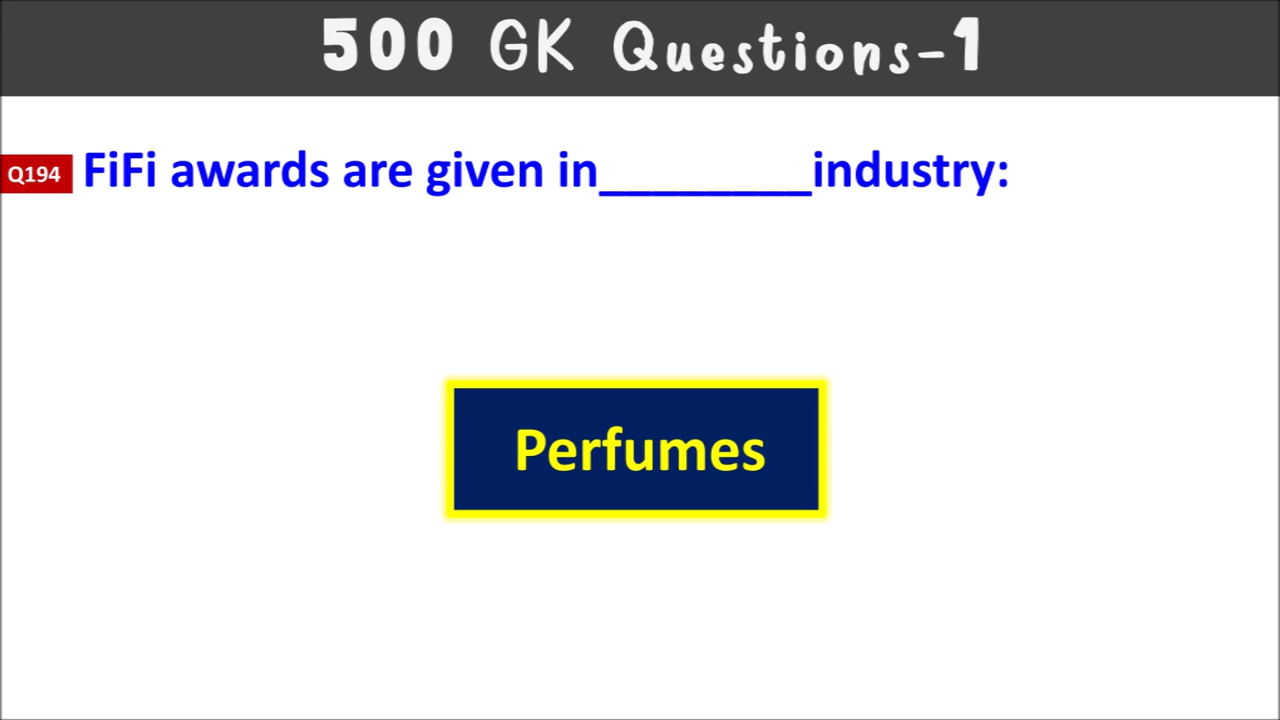 500 GK Questions-1
Q194 FiFi awards are given in________industry:
Perfumes